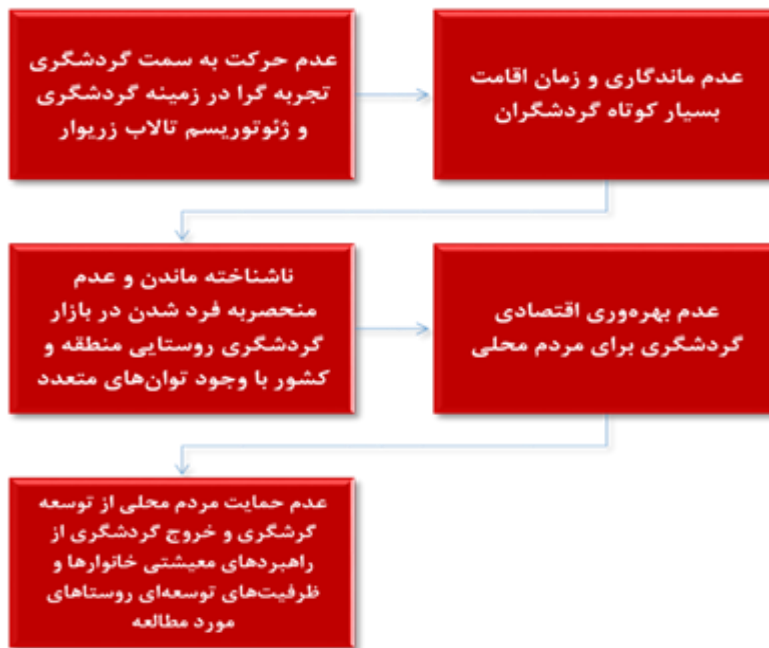 عدم حرکت به سمت گردشگری
تجربه گرا در زمینه گردشگری
و ژئوتوریسم تالاب زریوار
عدم ماندگاری و زمان اقامت
بسیار کوتاه گردشگران
ناشناخته ماندن و عدم
منحصربه فرد شدن در بازار
گردشگری روستایی منطقه و
کشور با وجود توان‌های متعدد
عدم بهره‌وری اقتصادی
گردشگری برای مردم محلی
عدم حمایت مردم محلی از توسعه
گرشگری و خروج گردشگری از
راهبردهای معیشتی خانوارها و
ظرفیت‌های توسعه‌ای روستاهای
مورد مطالعه